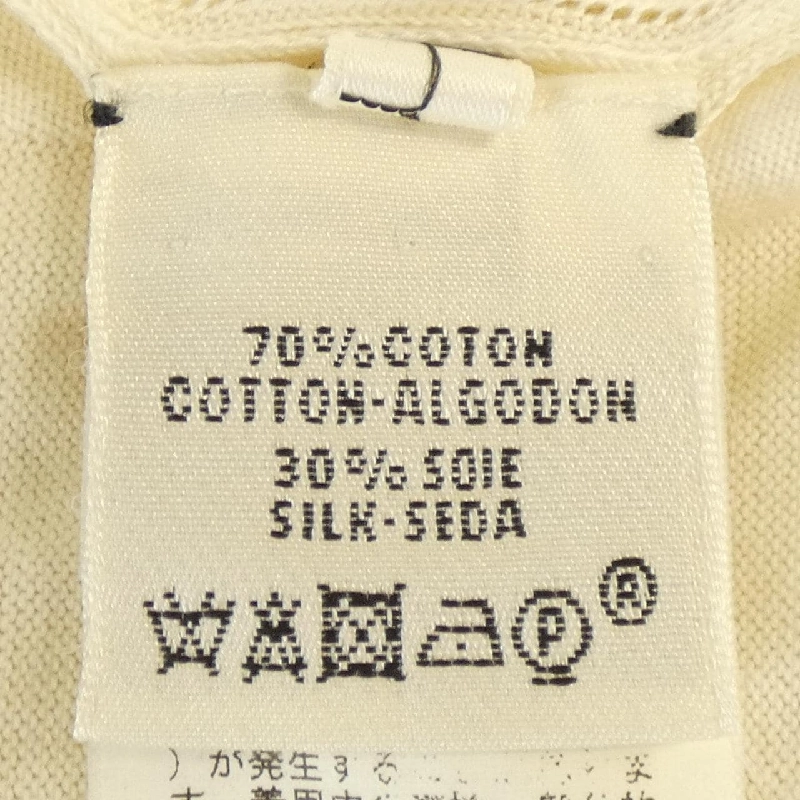 70%COTON
COTTON-ALGODON
30% SOIE
SILK-SEDA
P ®
）が発生する